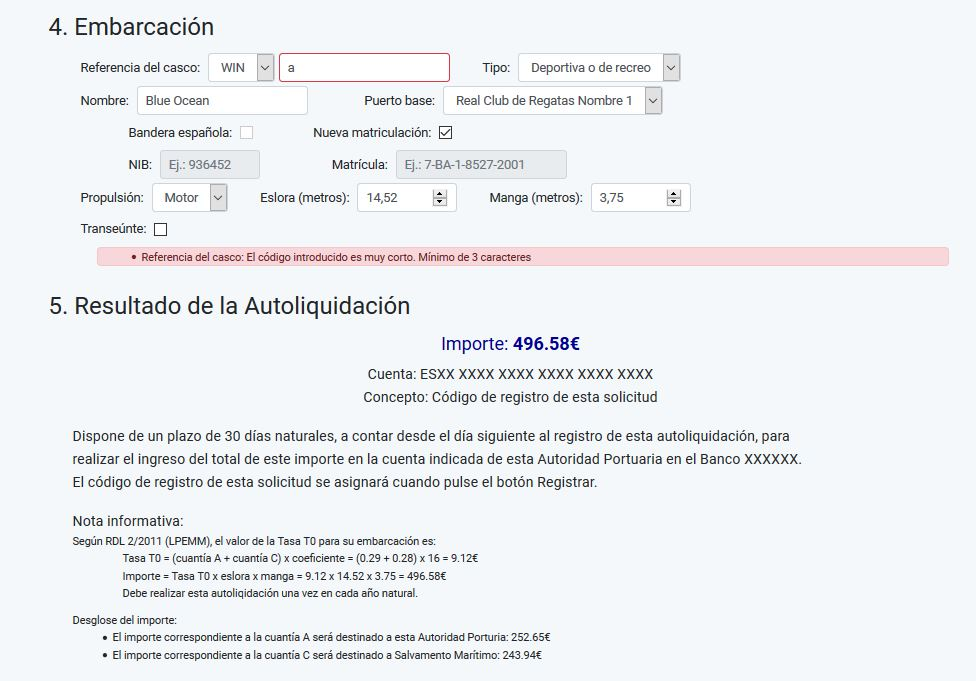 4. Embarcación
Referencia del casco: WIN a Tipo: Deportiva o de recreo
Nombre: Blue Ocean Puerto base: Real Club de Regatas Nombre 1
Bandera española: Nueva matriculación:
NIB: Ej.: 936452 Matrícula: Ej.: 7-BA-1-8527-2001
Propulsión: Motor Eslora (metros): 14,52 Manga (metros): 3,75
Transeúnte:
• Referencia del casco: El código introducido es muy corto. Mínimo de 3 caracteres
5. Resultado de la Autoliquidación
Importe: 496.58€
Cuenta: ESXX XXXX XXXX XXXX XXXX XXXX
Concepto: Código de registro de esta solicitud
Dispone de un plazo de 30 días naturales, a contar desde el día siguiente al registro de esta autoliquidación, para
realizar el ingreso del total de este importe en la cuenta indicada de esta Autoridad Portuaria en el Banco XXXXXX.
El código de registro de esta solicitud se asignará cuando pulse el botón Registrar.
Nota informativa:
Según RDL 2/2011 (LPEMM), el valor de la Tasa T0 para su embarcación es:
Tasa T0 = (cuantía A + cuantía C) x coeficiente = (0.29 + 0.28) x 16 = 9.12€
Importe = Tasa T0 x eslora x manga = 9.12 x 14.52 x 3.75 = 496.58€
Debe realizar esta autoliqidación una vez en cada año natural.
Desglose del importe:
• El importe correspondiente a la cuantía A será destinado a esta Autoridad Porturia: 252.65€
• El importe correspondiente a la cuantía C será destinado a Salvamento Marítimo: 243.94€